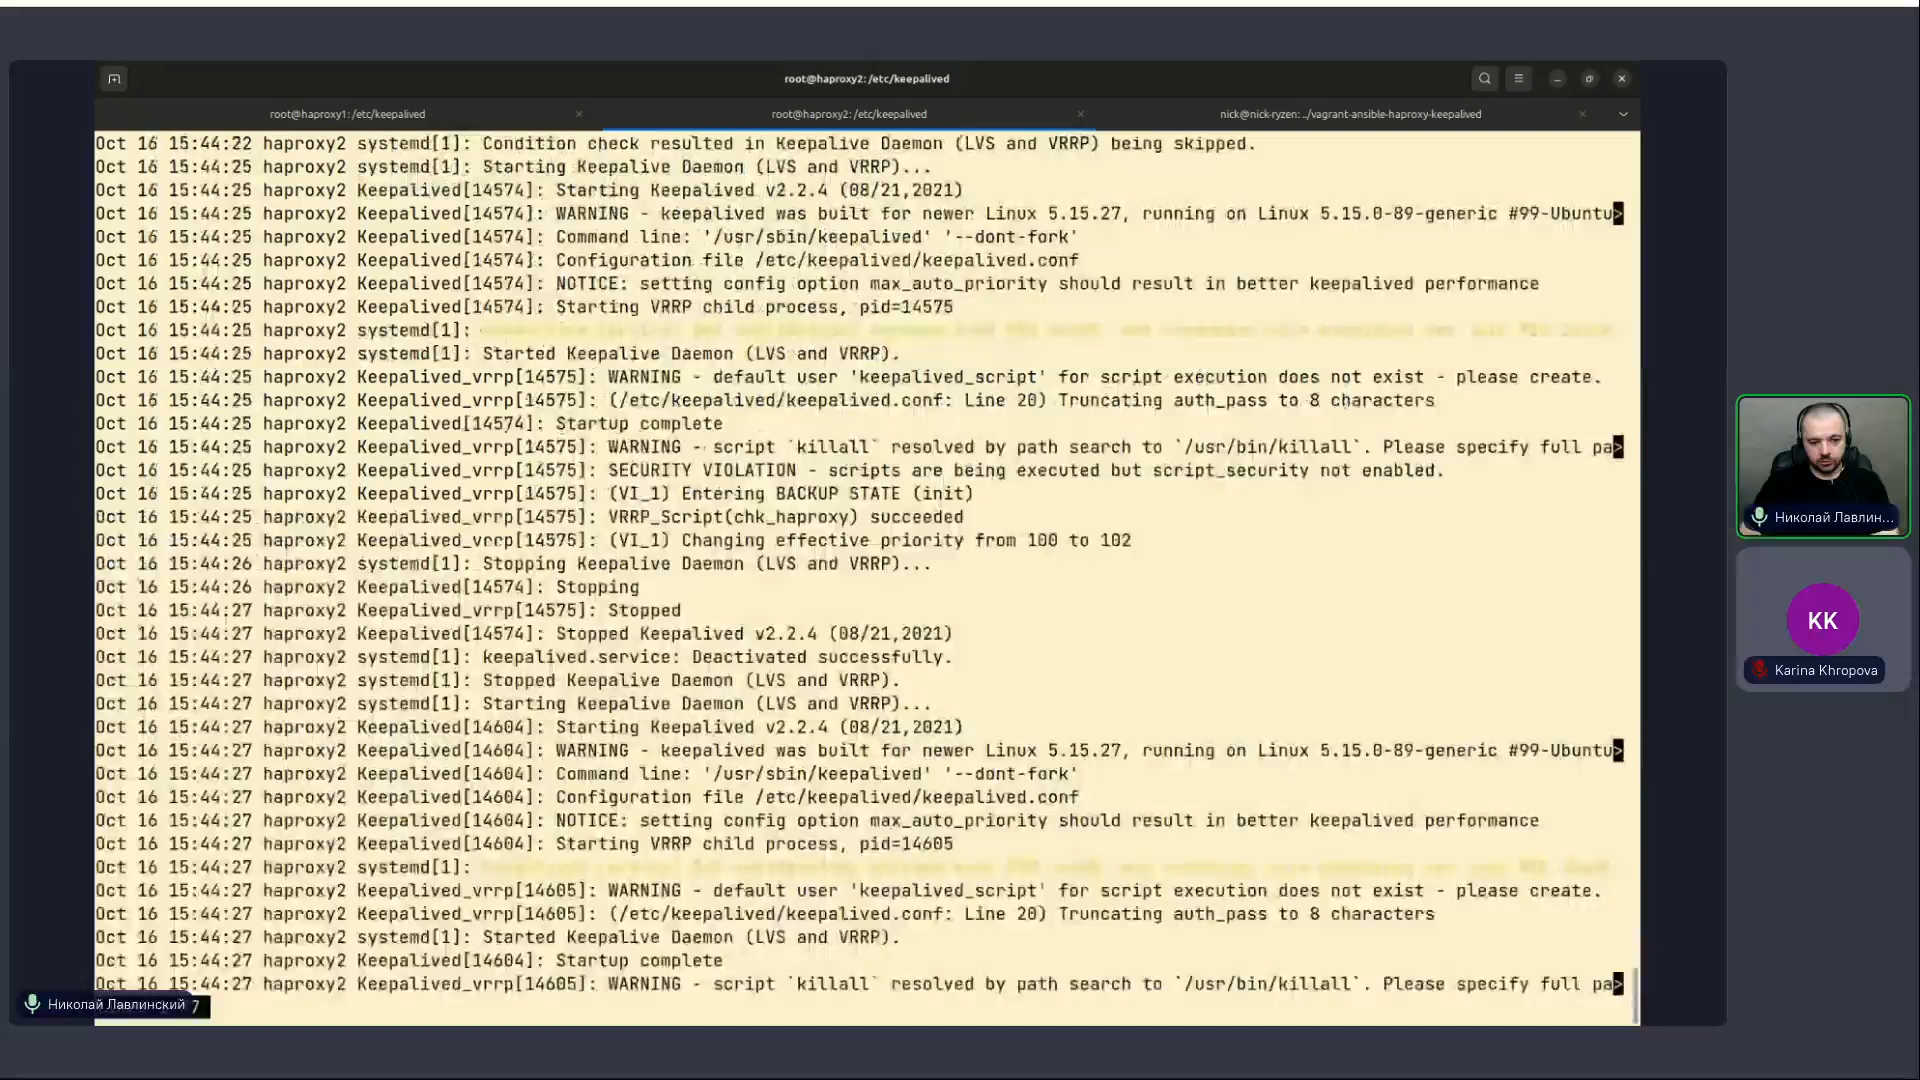 root@haproxy2: /etc/keepalived
root@haproxy1: /etc/keepalived
root@haproxy2: /etc/keepalived
nick@nick-ryzen: ../vagrant-ansible-haproxy-keepalived
Oct 16 15:44:22 haproxy2 systemd[1]: Condition check resulted in Keepalive Daemon (LVS and VRRP) being skipped.
Oct 16 15:44:25 haproxy2 systemd[1]: Starting Keepalive Daemon (LVS and VRRP)...
Oct 16 15:44:25 haproxy2 Keepalived[14574]: Starting Keepalived v2.2.4 (08/21,2021)
Oct 16 15:44:25 haproxy2 Keepalived[14574]: WARNING - keepalived was built for newer Linux 5.15.27, running on Linux 5.15.0-89-generic #99-Ubuntu>
Oct 16 15:44:25 haproxy2 Keepalived[14574]: Command line: '/usr/sbin/keepalived' '--dont-fork'
Oct 16 15:44:25 haproxy2 Keepalived[14574]: Configuration file /etc/keepalived/keepalived.conf
Oct 16 15:44:25 haproxy2 Keepalived[14574]: NOTICE: setting config option max_auto_priority should result in better keepalived performance
Oct 16 15:44:25 haproxy2 Keepalived[14574]: Starting VRRP child process, pid=14575
Oct 16 15:44:25 haproxy2 systemd[1]:
Oct 16 15:44:25 haproxy2 systemd[1]: Started Keepalive Daemon (LVS and VRRP).
Oct 16 15:44:25 haproxy2 Keepalived_vrrp[14575]: WARNING - default user 'keepalived_script' for script execution does not exist - please create.
Oct 16 15:44:25 haproxy2 Keepalived_vrrp[14575]: (/etc/keepalived/keepalived.conf: Line 20) Truncating auth_pass to 8 characters
Oct 16 15:44:25 haproxy2 Keepalived[14574]: Startup complete
Oct 16 15:44:25 haproxy2 Keepalived_vrrp[14575]: WARNING - script `killall` resolved by path search to `/usr/bin/killall`. Please specify full pa>
Oct 16 15:44:25 haproxy2 Keepalived_vrrp[14575]: SECURITY VIOLATION - scripts are being executed but script_security not enabled.
Oct 16 15:44:25 haproxy2 Keepalived_vrrp[14575]: (VI_1) Entering BACKUP STATE (init)
Oct 16 15:44:25 haproxy2 Keepalived_vrrp[14575]: VRRP_Script(chk_haproxy) succeeded
Oct 16 15:44:25 haproxy2 Keepalived_vrrp[14575]: (VI_1) Changing effective priority from 100 to 102
Oct 16 15:44:26 haproxy2 systemd[1]: Stopping Keepalive Daemon (LVS and VRRP)...
Oct 16 15:44:26 haproxy2 Keepalived[14574]: Stopping
Oct 16 15:44:27 haproxy2 Keepalived_vrrp[14575]: Stopped
Oct 16 15:44:27 haproxy2 Keepalived[14574]: Stopped Keepalived v2.2.4 (08/21,2021)
Oct 16 15:44:27 haproxy2 systemd[1]: keepalived.service: Deactivated successfully.
Oct 16 15:44:27 haproxy2 systemd[1]: Stopped Keepalive Daemon (LVS and VRRP).
Oct 16 15:44:27 haproxy2 systemd[1]: Starting Keepalive Daemon (LVS and VRRP)...
Oct 16 15:44:27 haproxy2 Keepalived[14604]: Starting Keepalived v2.2.4 (08/21,2021)
Oct 16 15:44:27 haproxy2 Keepalived[14604]: WARNING - keepalived was built for newer Linux 5.15.27, running on Linux 5.15.0-89-generic #99-Ubuntu>
Oct 16 15:44:27 haproxy2 Keepalived[14604]: Command line: '/usr/sbin/keepalived' '--dont-fork'
Oct 16 15:44:27 haproxy2 Keepalived[14604]: Configuration file /etc/keepalived/keepalived.conf
Oct 16 15:44:27 haproxy2 Keepalived[14604]: NOTICE: setting config option max_auto_priority should result in better keepalived performance
Oct 16 15:44:27 haproxy2 Keepalived[14604]: Starting VRRP child process, pid=14605
Oct 16 15:44:27 haproxy2 systemd[1]:
Oct 16 15:44:27 haproxy2 Keepalived_vrrp[14605]: WARNING - default user 'keepalived_script' for script execution does not exist - please create.
Oct 16 15:44:27 haproxy2 Keepalived_vrrp[14605]: (/etc/keepalived/keepalived.conf: Line 20) Truncating auth_pass to 8 characters
Oct 16 15:44:27 haproxy2 systemd[1]: Started Keepalive Daemon (LVS and VRRP).
Oct 16 15:44:27 haproxy2 Keepalived[14604]: Startup complete
Oct 16 15:44:27 haproxy2 Keepalived_vrrp[14605]: WARNING - script `killall` resolved by path search to `/usr/bin/killall`. Please specify full pa>
Николай Лавлинский 7
Николай Лавлин...
KK
Karina Khropova